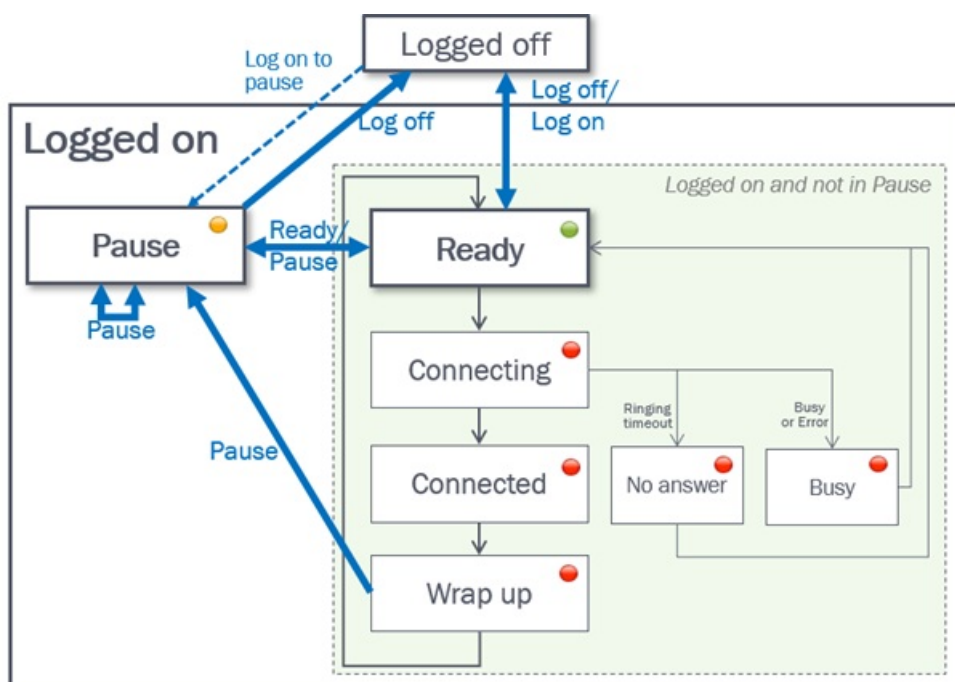 Logged off
Log on to
pause
Log off/
Log on
Log off
Logged on
Logged on and not in Pause
Pause
Ready/
Pause
Ready
Pause
Connecting
Ringing
timeout
Busy
or Error
Pause
Connected
No answer
Busy
Wrap up